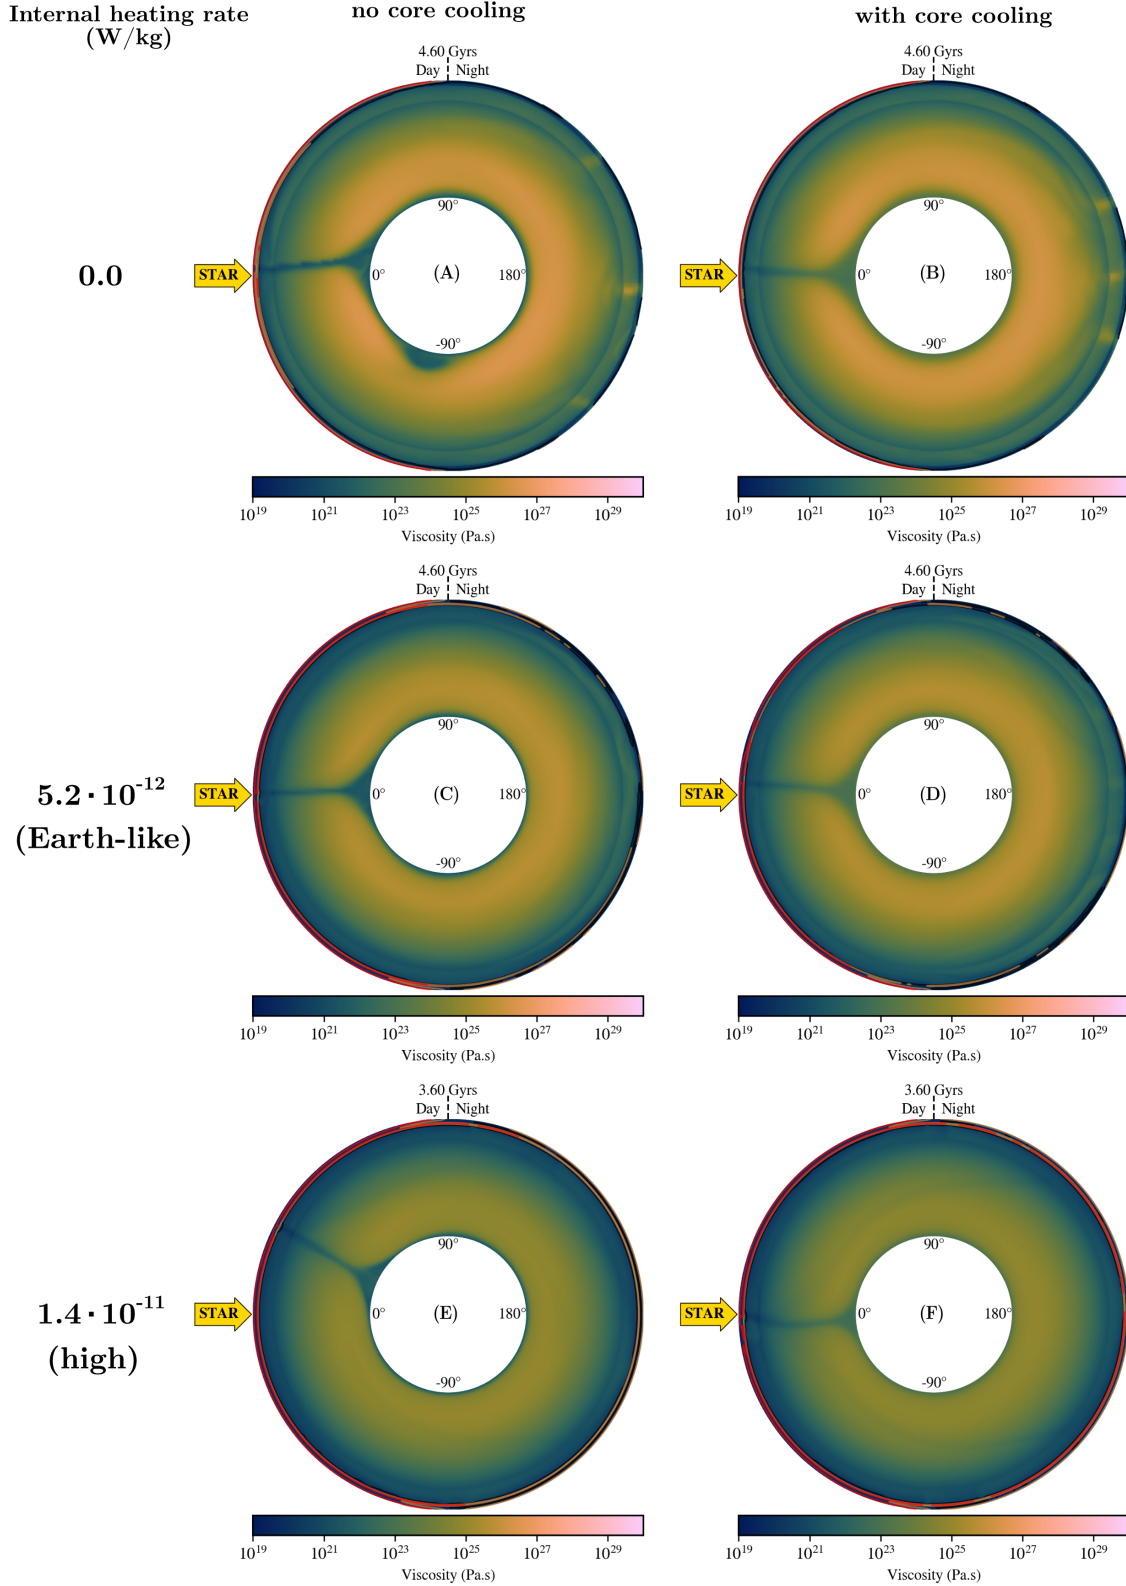 Internal heating rate
(W/kg)
no core cooling
with core cooling
4.60 Gyrs
Day Night
4.60 Gyrs
Day Night
0.0
STAR
90°
0°
(A)
180°
-90°
STAR
90°
0°
(B)
180°
-90°
10^19 10^21 10^23 10^25 10^27 10^29
Viscosity (Pa.s)
10^19 10^21 10^23 10^25 10^27 10^29
Viscosity (Pa.s)
4.60 Gyrs
Day Night
4.60 Gyrs
Day Night
5.2·10^-12
(Earth-like)
STAR
90°
0°
(C)
180°
-90°
STAR
90°
0°
(D)
180°
-90°
10^19 10^21 10^23 10^25 10^27 10^29
Viscosity (Pa.s)
10^19 10^21 10^23 10^25 10^27 10^29
Viscosity (Pa.s)
3.60 Gyrs
Day Night
3.60 Gyrs
Day Night
1.4·10^-11
(high)
STAR
90°
0°
(E)
180°
-90°
STAR
90°
0°
(F)
180°
-90°
10^19 10^21 10^23 10^25 10^27 10^29
Viscosity (Pa.s)
10^19 10^21 10^23 10^25 10^27 10^29
Viscosity (Pa.s)